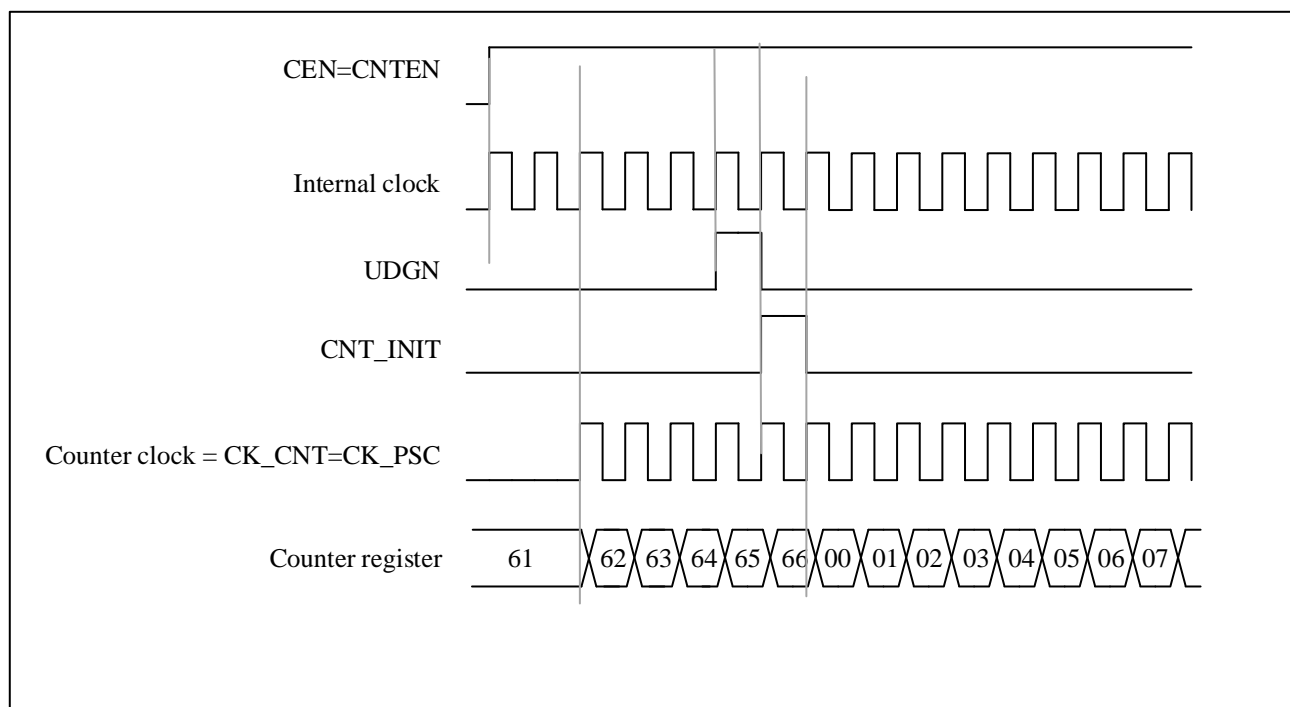 CEN=CNTEN
Internal clock
UDGN
CNT_INIT
Counter clock = CK_CNT=CK_PSC
Counter register 61 62 63 64 65 66 00 01 02 03 04 05 06 07